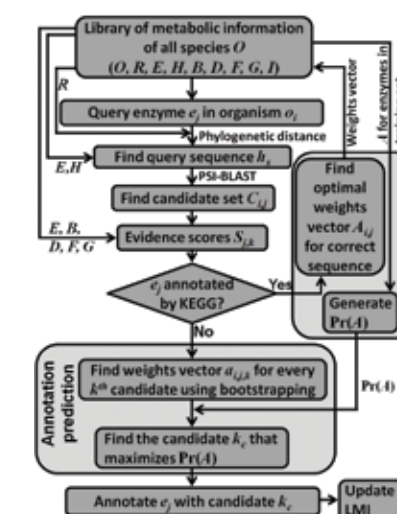 Library of metabolic information
of all species O
(O, R, E, H, B, D, F, G, I)
R
Query enzyme e_j in organism o_i
Phylogenetic distance
Find query sequence h_s
E,H
PSI-BLAST
Find candidate set C_i,j
E, B,
D, F, G
Evidence scores S_j,k
e_j annotated
by KEGG?
Yes
No
Weights vector
A for enzymes in
Find
optimal
weights
vector A_i,j
for correct
sequence
Generate
Pr(A)
Pr(A)
Annotation
prediction
Find weights vector a_i,j,k for every
k^th candidate using bootstrapping
Find the candidate k_c that
maximizes Pr(A)
Annotate e_j with candidate k_c
Update
LMI